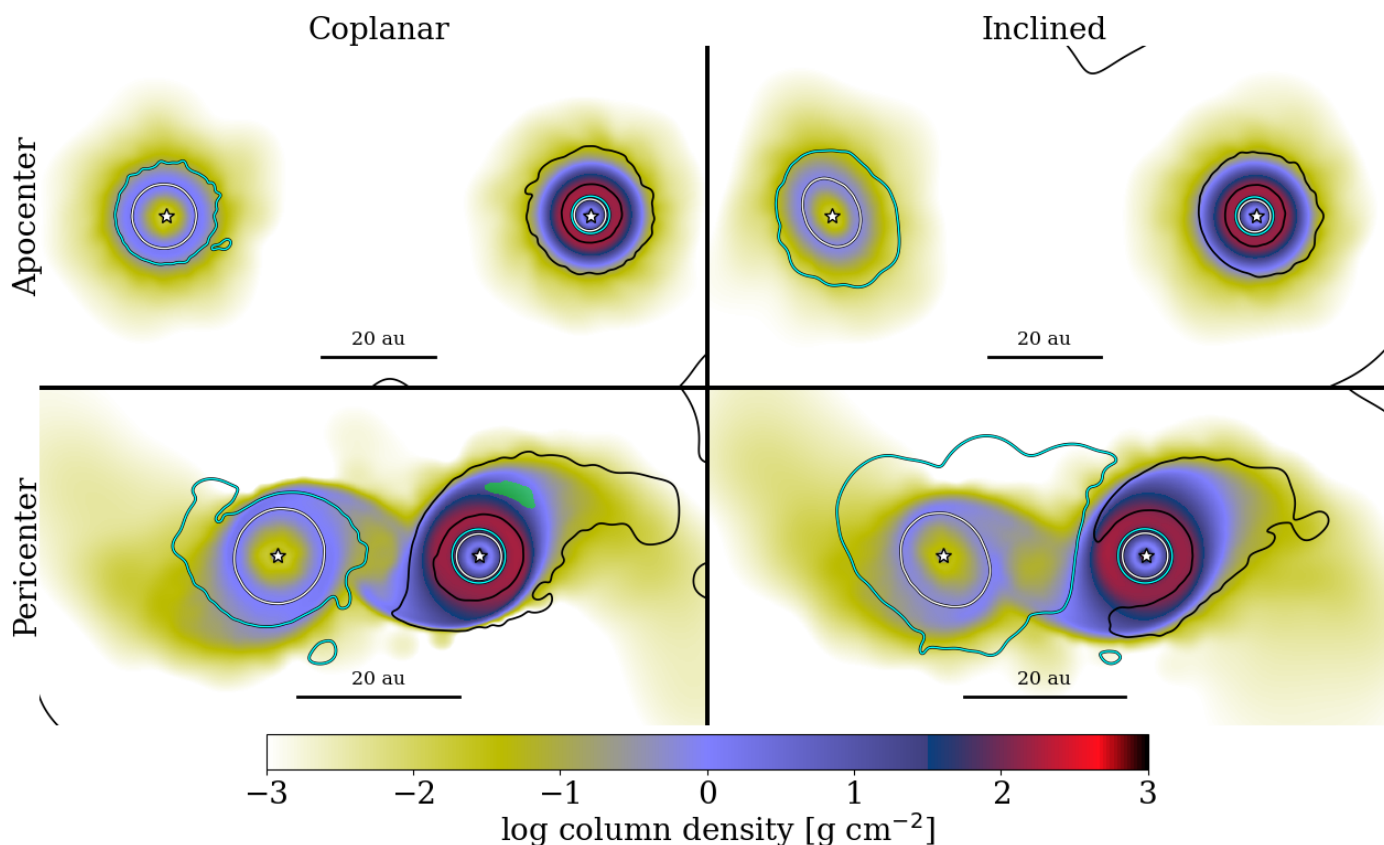 Coplanar
Inclined
Apocenter
20 au
20 au
Pericenter
20 au
20 au
−3 −2 −1 0 1 2 3
log column density [g cm⁻²]